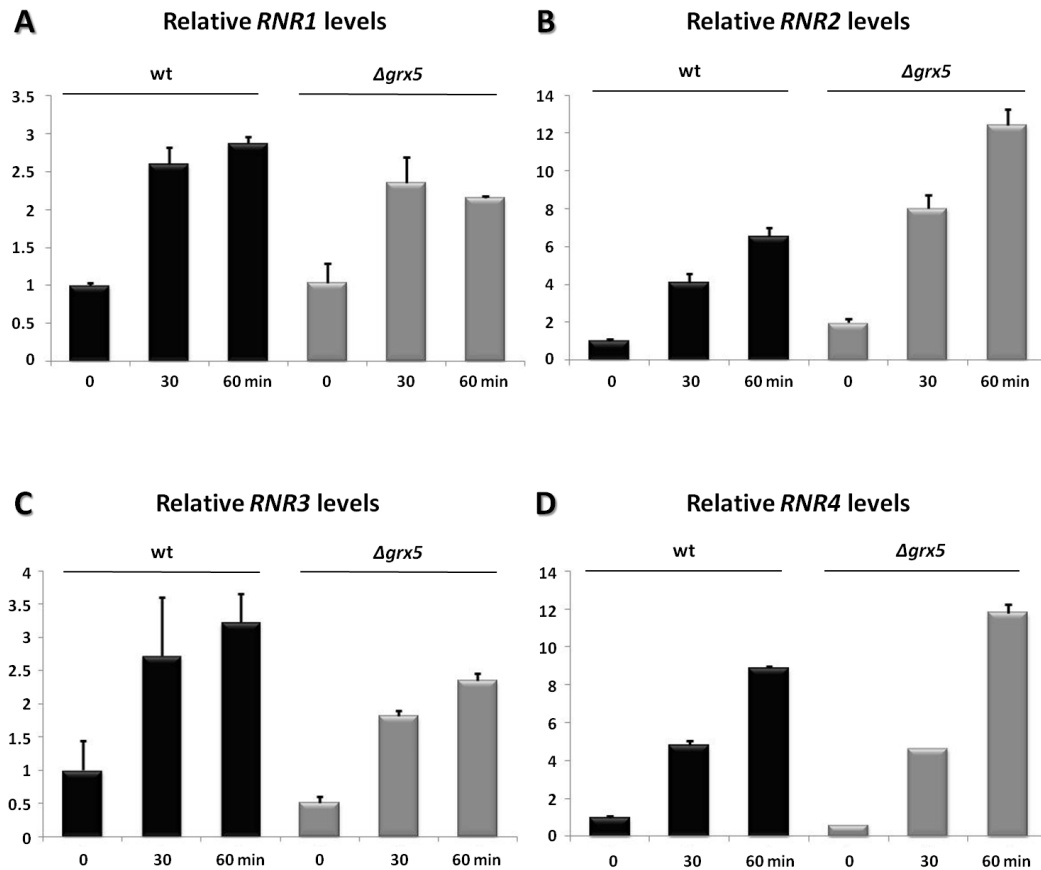 A Relative RNR1 levels
wt Δgrx5
3.5
3
2.5
2
1.5
1
0.5
0
0 30 60 min 0 30 60 min
B Relative RNR2 levels
wt Δgrx5
14
12
10
8
6
4
2
0
0 30 60 min 0 30 60 min
C Relative RNR3 levels
wt Δgrx5
4
3.5
3
2.5
2
1.5
1
0.5
0
0 30 60 min 0 30 60 min
D Relative RNR4 levels
wt Δgrx5
14
12
10
8
6
4
2
0
0 30 60 min 0 30 60 min